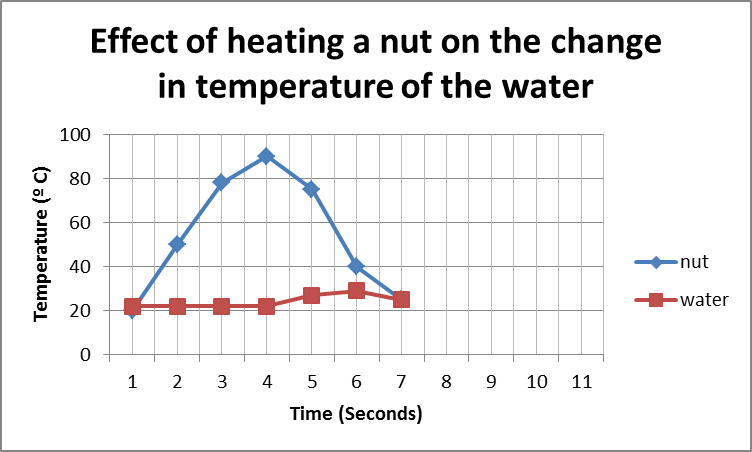 Effect of heating a nut on the change
in temperature of the water
Temperature (º C)
100
80
60
40
20
0
1 2 3 4 5 6 7 8 9 10 11
Time (Seconds)
nut
water